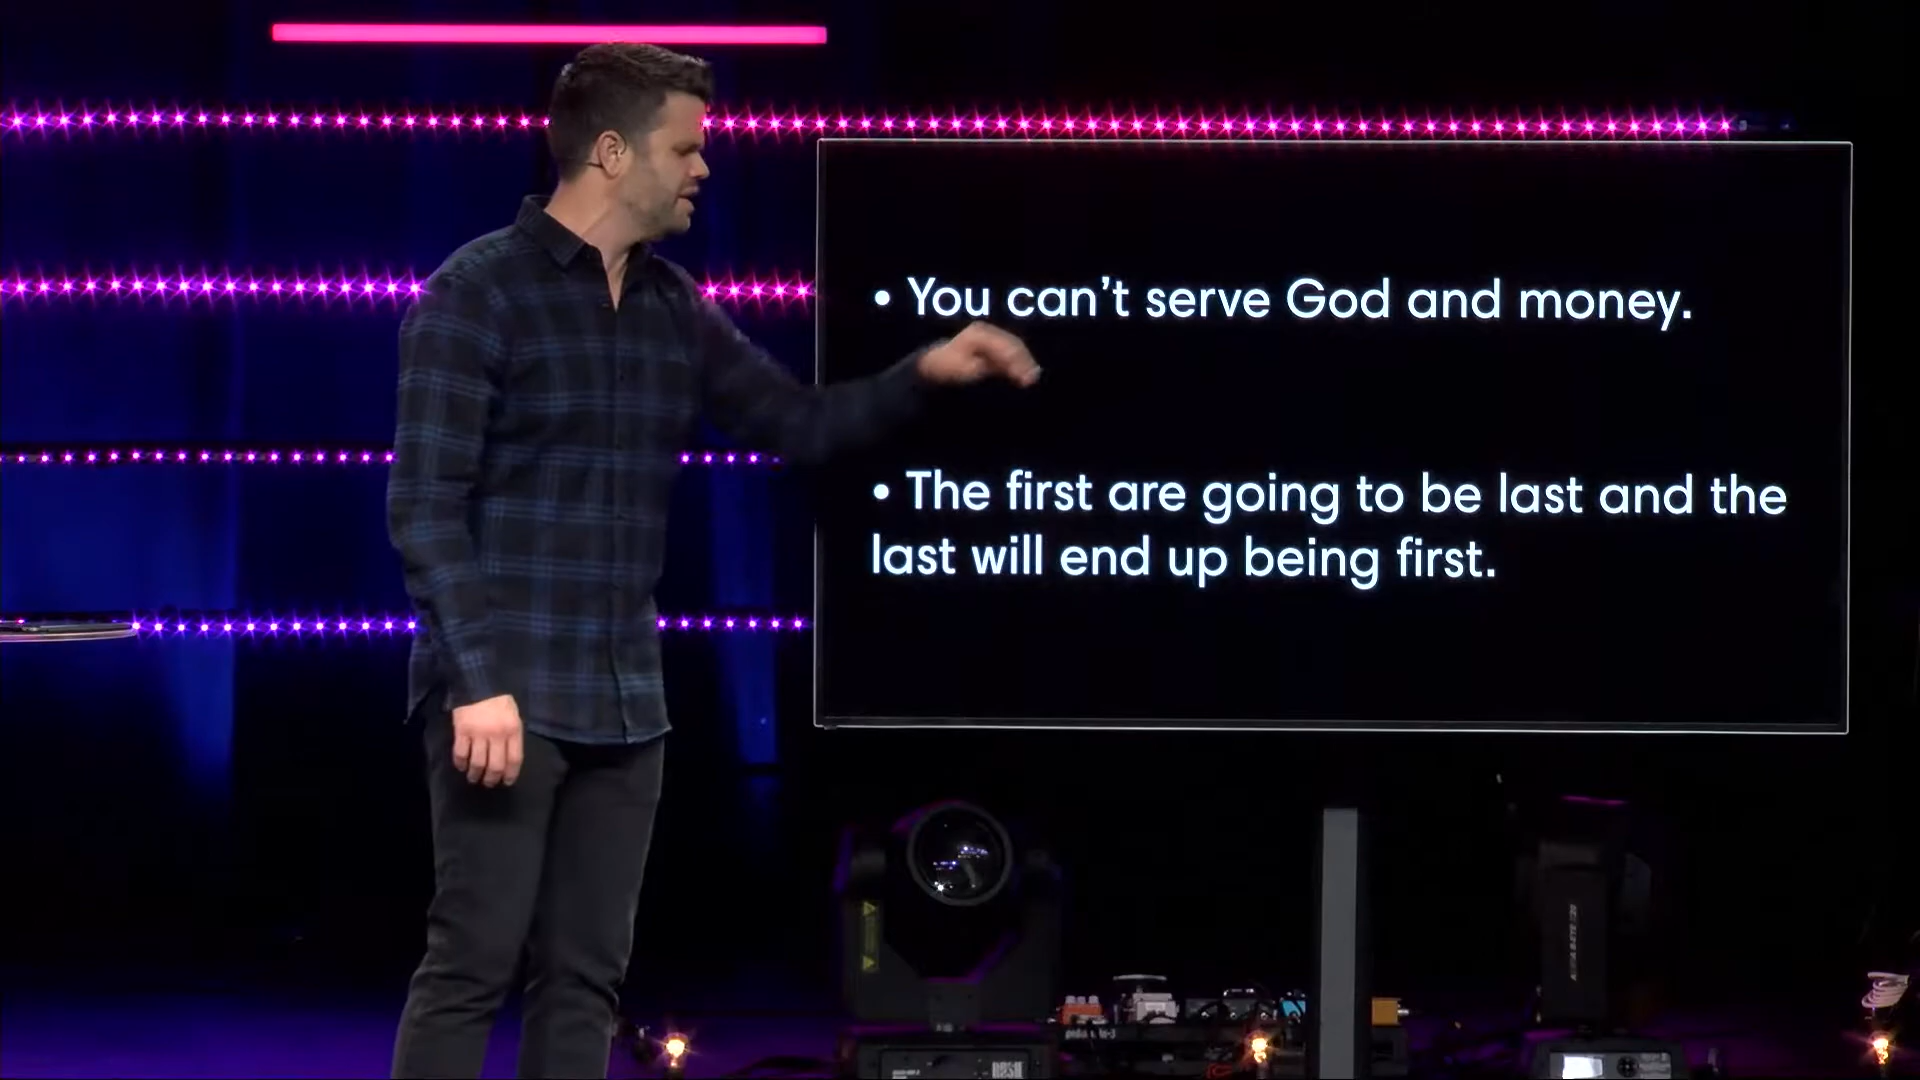 • You can’t serve God and money.
• The first are going to be last and the
last will end up being first.